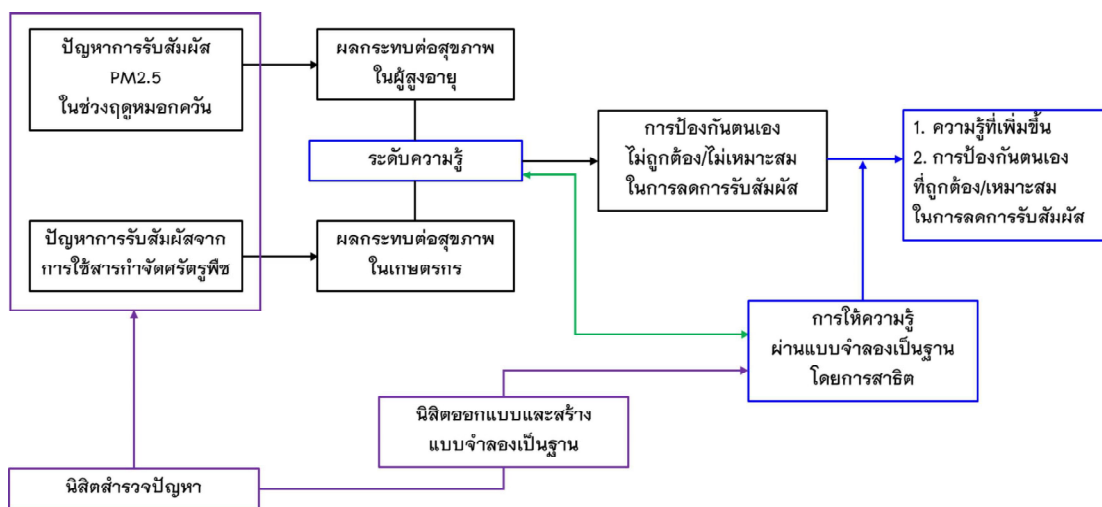 ปัญหาการรับสัมผัส
PM2.5
ในช่วงฤดูหมอกควัน
ผลกระทบต่อสุขภาพ
ในผู้สูงอายุ
ระดับความรู้
ปัญหาการรับสัมผัสจาก
การใช้สารกำจัดศรัตรูพืช
ผลกระทบต่อสุขภาพ
ในเกษตรกร
การป้องกันตนเอง
ไม่ถูกต้อง/ไม่เหมาะสม
ในการลดการรับสัมผัส
1. ความรู้ที่เพิ่มขึ้น
2. การป้องกันตนเอง
ที่ถูกต้อง/เหมาะสม
ในการลดการรับสัมผัส
การให้ความรู้
ผ่านแบบจำลองเป็นฐาน
โดยการสาธิต
นิสิตออกแบบและสร้าง
แบบจำลองเป็นฐาน
นิสิตสำรวจปัญหา